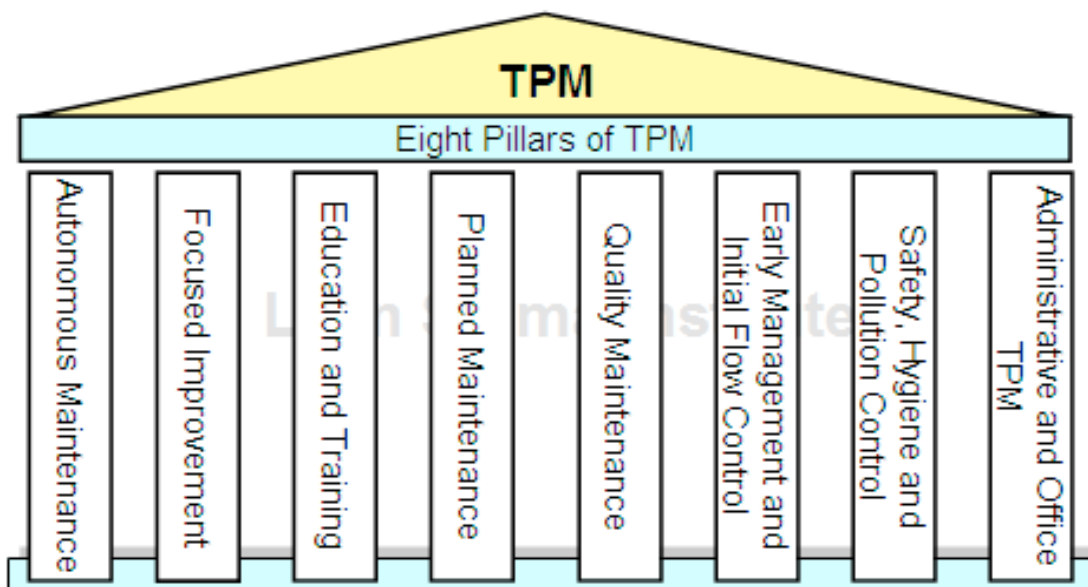 TPM
Eight Pillars of TPM
Autonomous Maintenance
Focused Improvement
Education and Training
Planned Maintenance
Quality Maintenance
Early Management and
Initial Flow Control
Safety, Hygiene and
Pollution Control
Administrative and Office
TPM